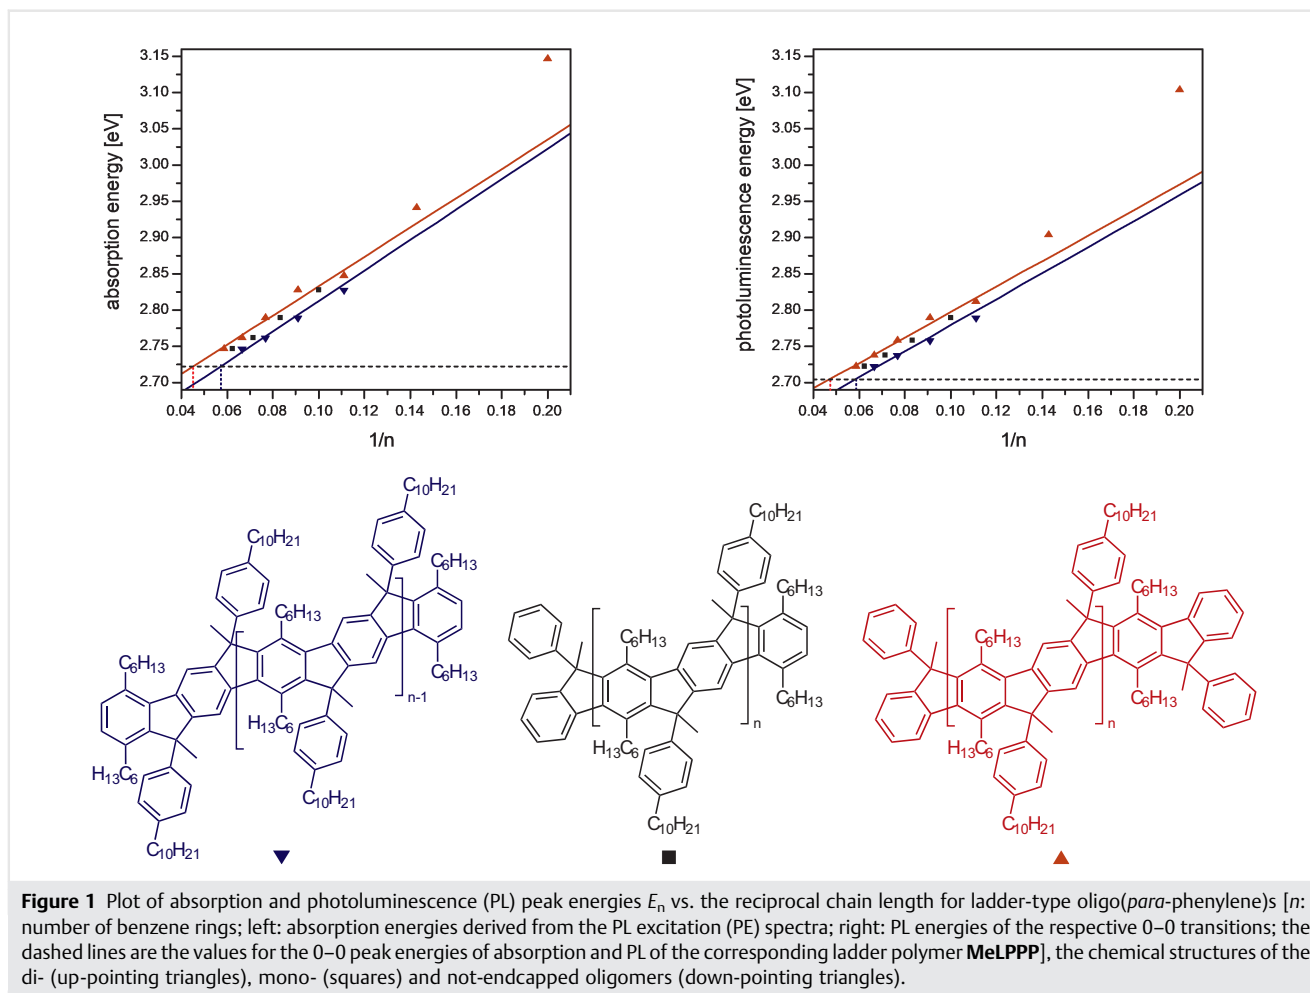 3.15
3.10
3.05
3.00
2.95
2.90
2.85
2.80
2.75
2.70
absorption energy [eV]
0.04 0.06 0.08 0.10 0.12 0.14 0.16 0.18 0.20
1/n
3.15
3.10
3.05
3.00
2.95
2.90
2.85
2.80
2.75
2.70
photoluminescence energy [eV]
0.04 0.06 0.08 0.10 0.12 0.14 0.16 0.18 0.20
1/n
C10H21
C10H21
C6H13
C6H13
C6H13
C6H13
n-1
H13C6
H13C6
C10H21
C10H21
C10H21
C6H13
C6H13
C6H13
n
H13C6
C10H21
C10H21
C6H13
C6H13
C6H13
n
H13C6
C10H21
Figure 1 Plot of absorption and photoluminescence (PL) peak energies En vs. the reciprocal chain length for ladder-type oligo(para-phenylene)s [n:
number of benzene rings; left: absorption energies derived from the PL excitation (PE) spectra; right: PL energies of the respective 0–0 transitions; the
dashed lines are the values for the 0–0 peak energies of absorption and PL of the corresponding ladder polymer MeLPPP], the chemical structures of the
di- (up-pointing triangles), mono- (squares) and not-endcapped oligomers (down-pointing triangles).